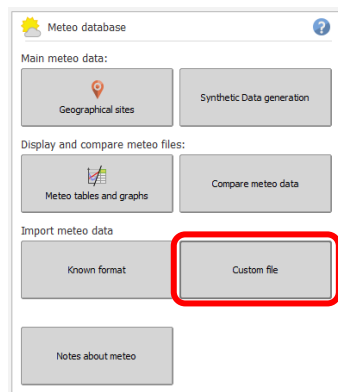 Meteo database
?
Main meteo data:
Geographical sites
Synthetic Data generation
Display and compare meteo files:
Meteo tables and graphs
Compare meteo data
Import meteo data
Known format
Custom file
Notes about meteo